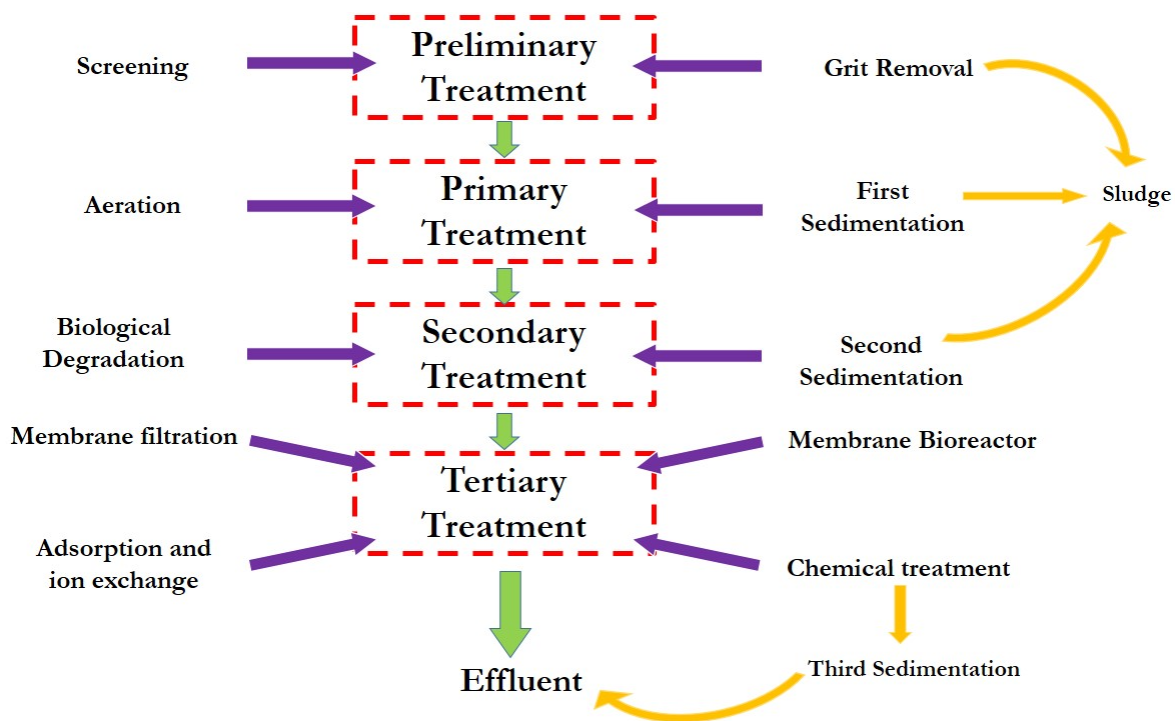 Preliminary
Treatment
Screening
Grit Removal
Primary
Treatment
Aeration
First
Sedimentation
Sludge
Secondary
Treatment
Biological
Degradation
Second
Sedimentation
Membrane filtration
Membrane Bioreactor
Tertiary
Treatment
Adsorption and
ion exchange
Chemical treatment
Third Sedimentation
Effluent